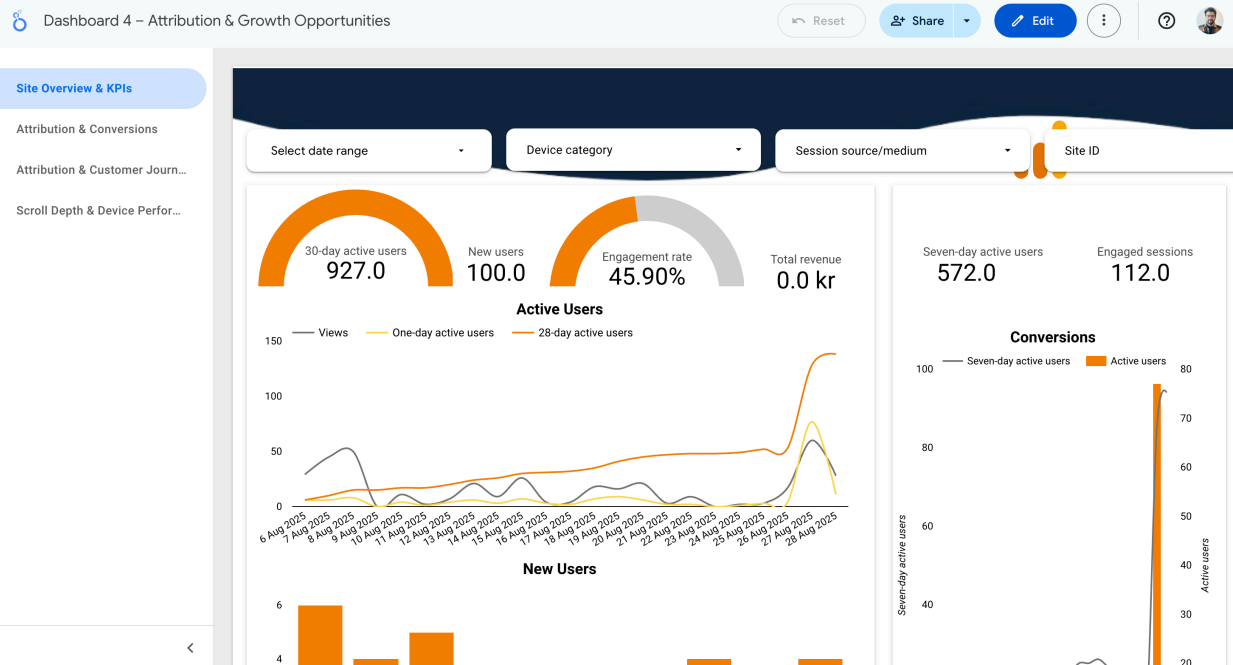 Dashboard 4 – Attribution & Growth Opportunities
Reset
Share
Edit
Site Overview & KPIs
Attribution & Conversions
Attribution & Customer Journ...
Scroll Depth & Device Perfor...
Select date range
Device category
Session source/medium
Site ID
30-day active users
927.0
New users
100.0
Engagement rate
45.90%
Total revenue
0.0 kr
Active Users
Views
One-day active users
28-day active users
150
100
50
0
6 Aug 2025
7 Aug 2025
8 Aug 2025
9 Aug 2025
10 Aug 2025
11 Aug 2025
12 Aug 2025
13 Aug 2025
14 Aug 2025
15 Aug 2025
16 Aug 2025
17 Aug 2025
18 Aug 2025
19 Aug 2025
20 Aug 2025
21 Aug 2025
22 Aug 2025
23 Aug 2025
24 Aug 2025
25 Aug 2025
26 Aug 2025
27 Aug 2025
28 Aug 2025
New Users
6
4
Seven-day active users
572.0
Engaged sessions
112.0
Conversions
Seven-day active users
Active users
100
80
60
40
Seven-day active users
80
70
60
50
40
30
20
Active users